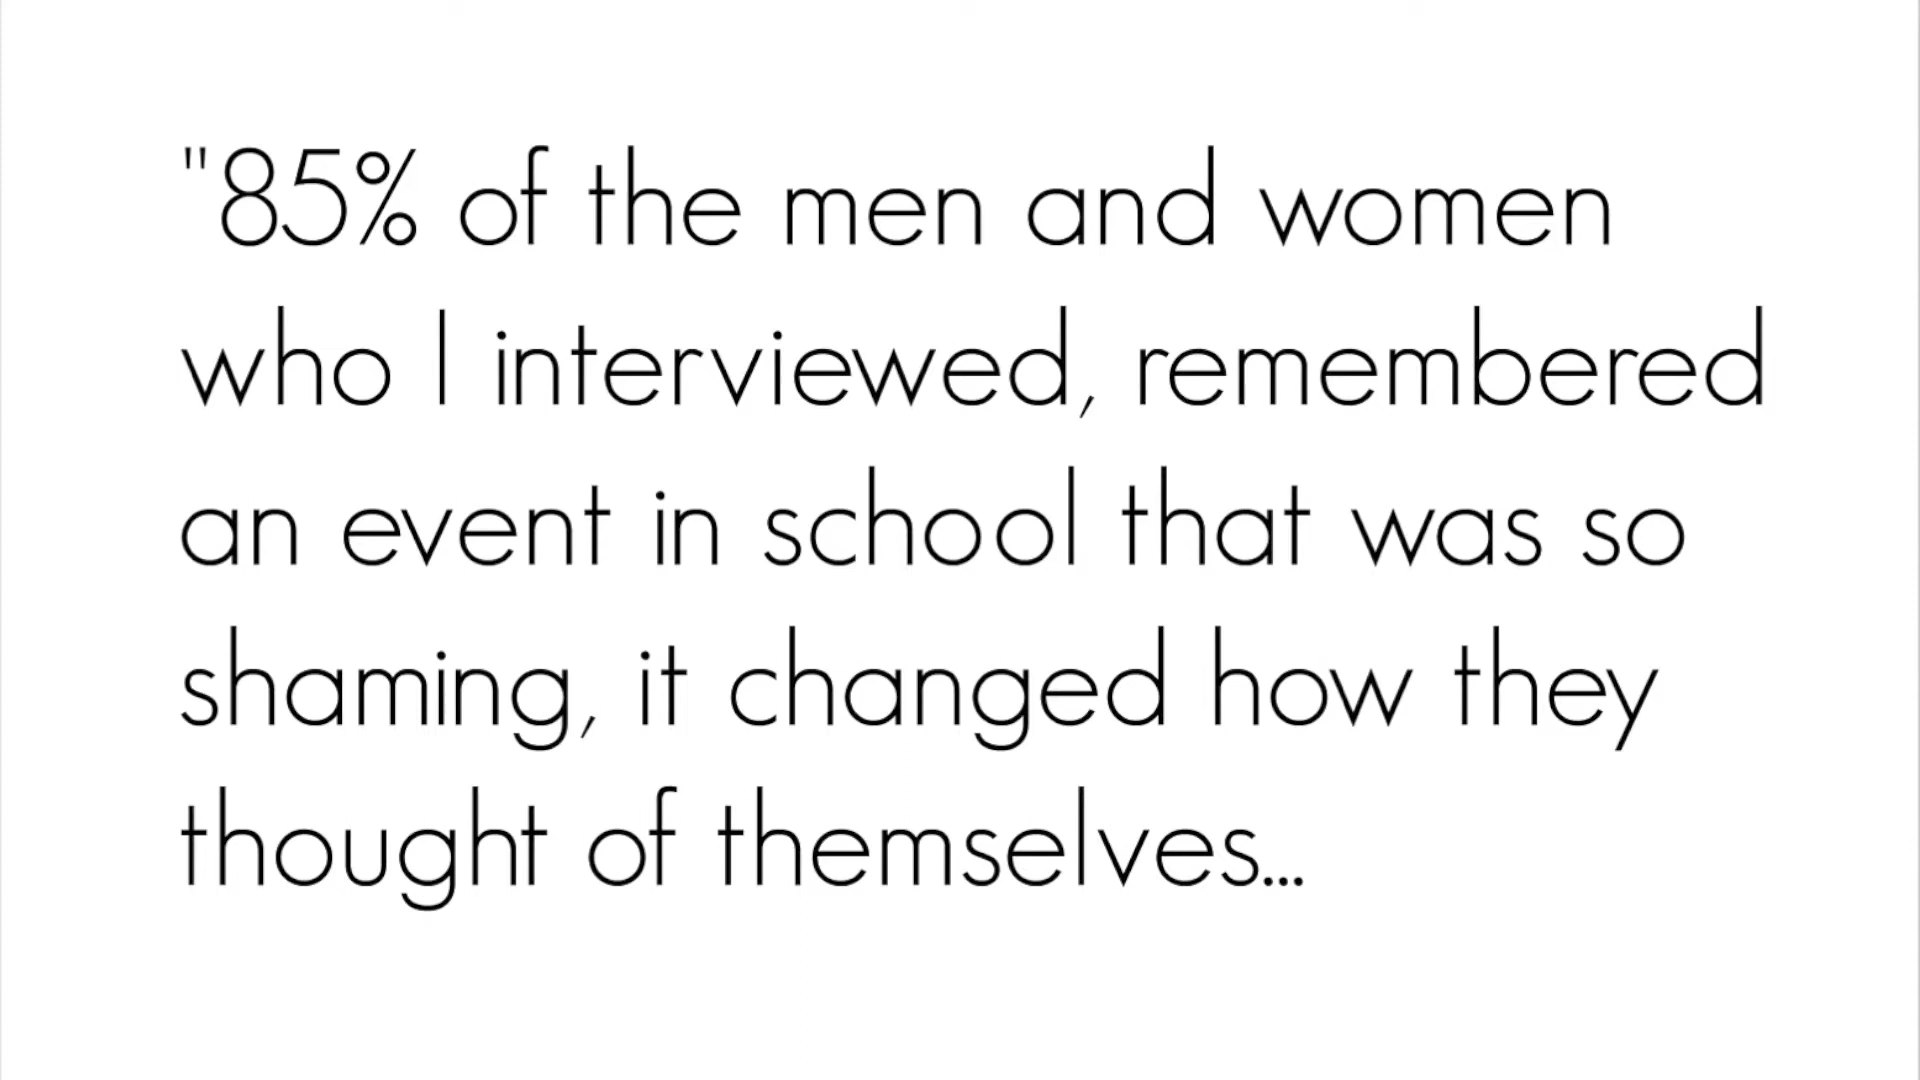 "85% of the men and women
who I interviewed, remembered
an event in school that was so
shaming, it changed how they
thought of themselves...